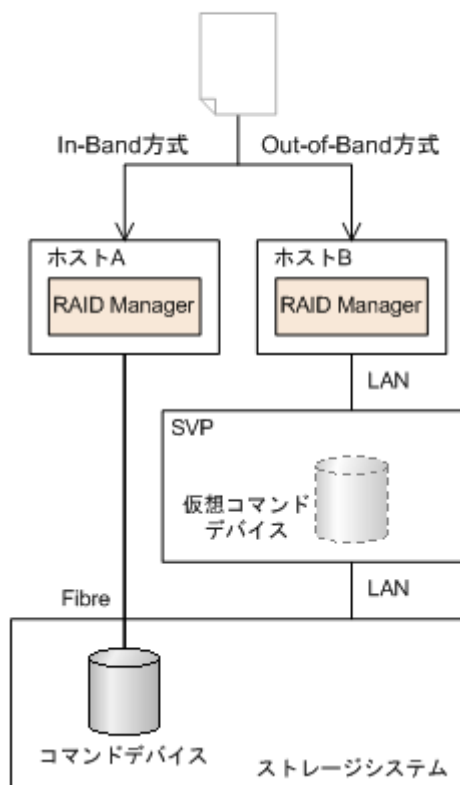 In-Band方式
Out-of-Band方式
ホストA
ホストB
RAID Manager
RAID Manager
LAN
SVP
仮想コマンド
デバイス
LAN
Fibre
コマンドデバイス
ストレージシステム